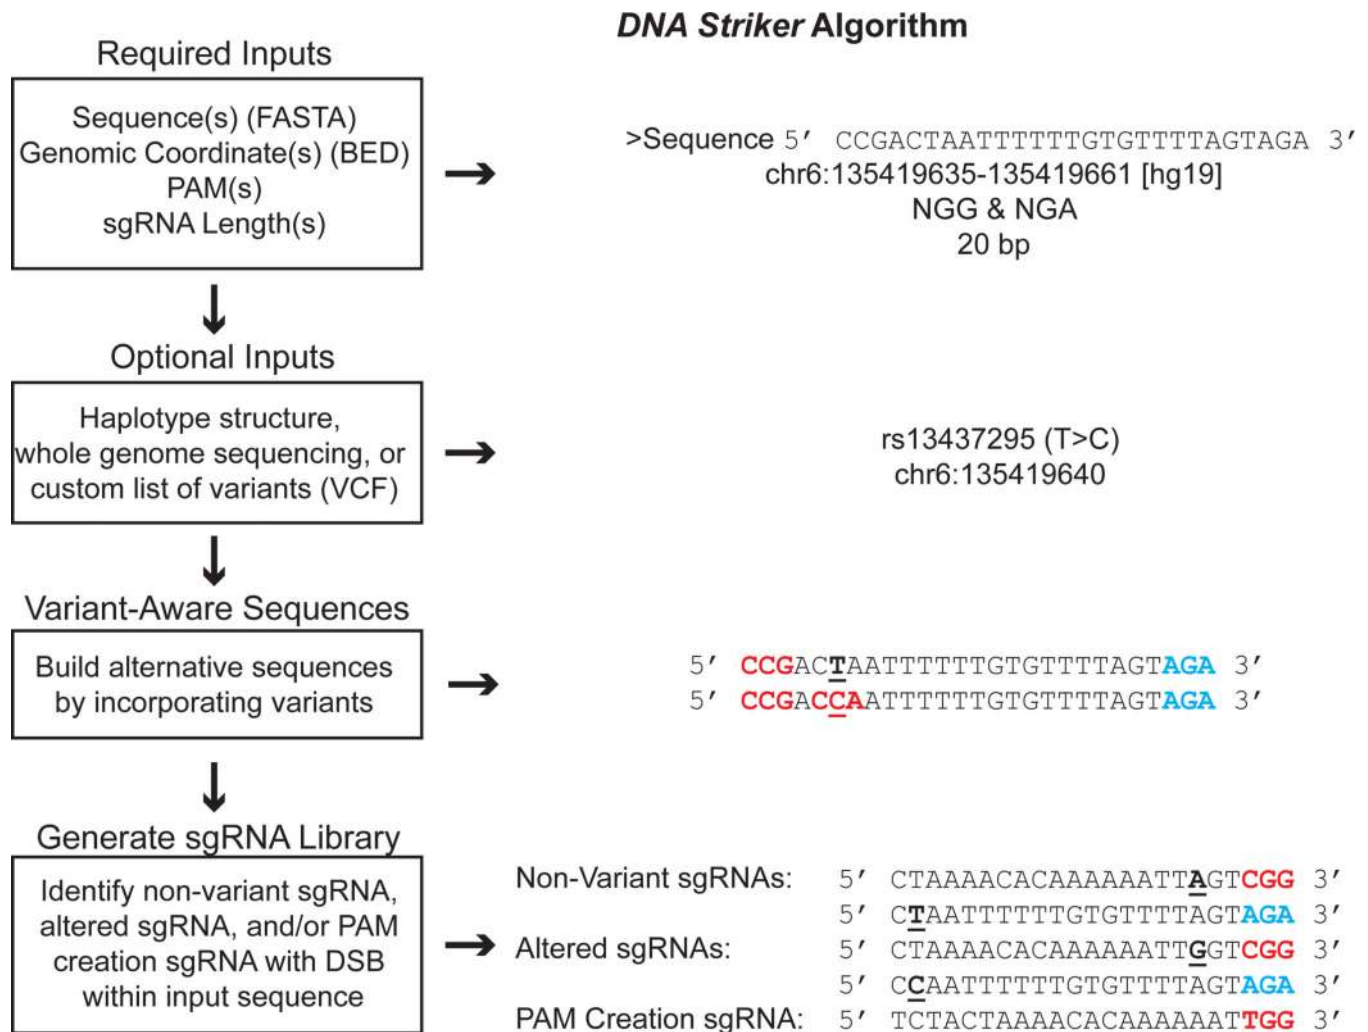 DNA Striker Algorithm
Required Inputs
Sequence(s) (FASTA)
Genomic Coordinate(s) (BED)
PAM(s)
sgRNA Length(s)
>Sequence 5′ CCGACTAATTTTTTGTGTTTTAGTAGA 3′
chr6:135419635-135419661 [hg19]
NGG & NGA
20 bp
Optional Inputs
Haplotype structure,
whole genome sequencing, or
custom list of variants (VCF)
rs13437295 (T>C)
chr6:135419640
Variant-Aware Sequences
Build alternative sequences
by incorporating variants
5′ CCGACTAATTTTTTGTGTTTTAGTAGA 3′
5′ CCGACCAATTTTTTGTGTTTTAGTAGA 3′
Generate sgRNA Library
Identify non-variant sgRNA,
altered sgRNA, and/or PAM
creation sgRNA with DSB
within input sequence
Non-Variant sgRNAs: 5′ CTAAAACACAAAAAATTAGTCGG 3′
5′ CTAATTTTTTGTGTTTTAGTAGA 3′
Altered sgRNAs: 5′ CTAAAACACAAAAAATTGGTCGG 3′
5′ CCAATTTTTTGTGTTTTAGTAGA 3′
PAM Creation sgRNA: 5′ TCTACTAAAACACAAAAAATTGG 3′